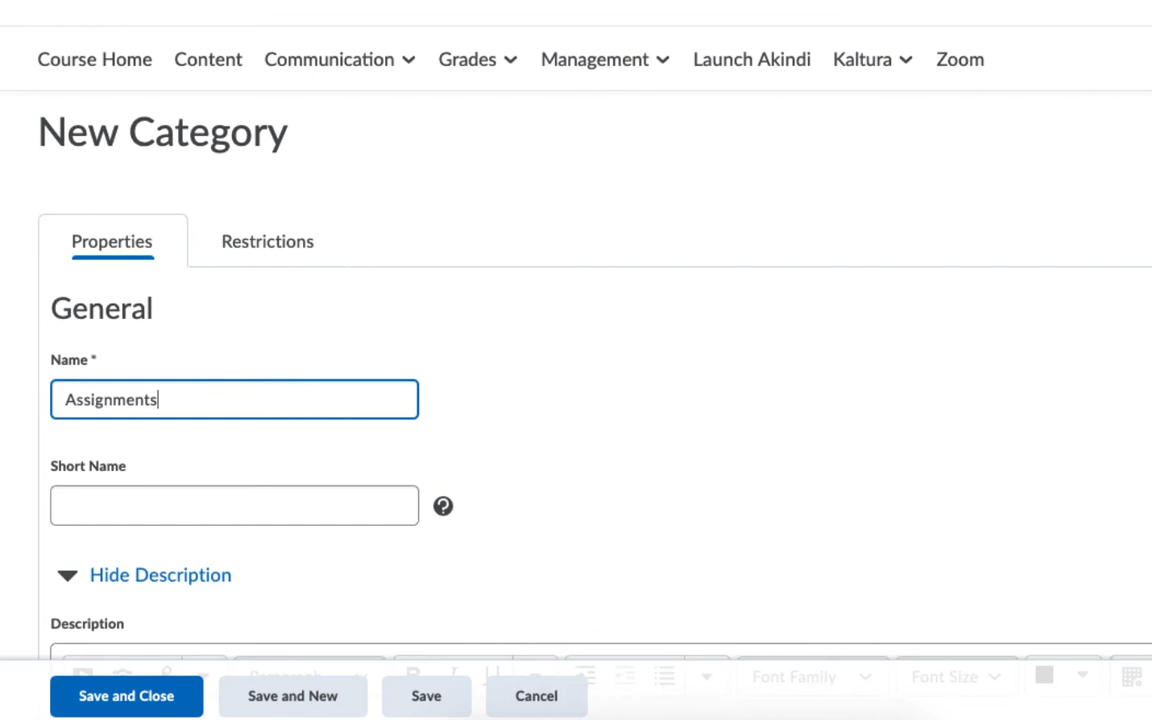 Course Home Content Communication Grades Management Launch Akindi Kaltura Zoom
New Category
Properties Restrictions
General
Name *
Assignments
Short Name
Hide Description
Description
Paragraph Font Family Font Size
Save and Close Save and New Save Cancel